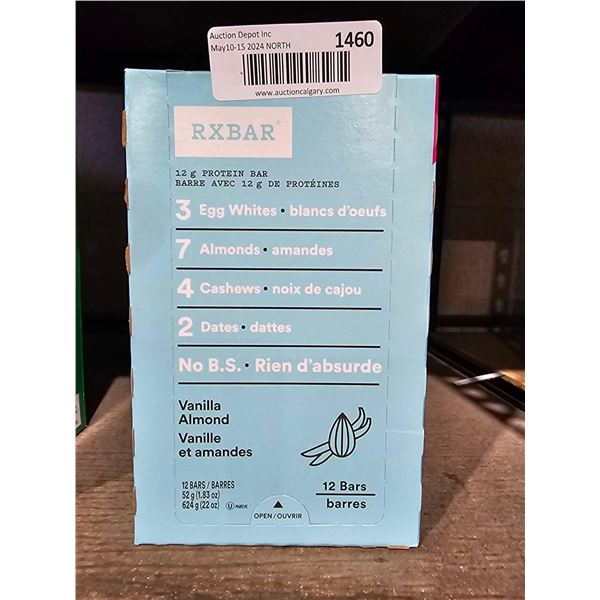 Auction Depot Inc
May10-15 2024 NORTH
1460
www.auctioncalgary.com
RXBAR®
12 g PROTEIN BAR
BARRE AVEC 12 g DE PROTÉINES
3 Egg Whites • blancs d'oeufs
7 Almonds • amandes
4 Cashews • noix de cajou
2 Dates • dattes
No B.S. • Rien d'absurde
Vanilla
Almond
Vanille
et amandes
12 BARS / BARRES
52 g (1.83 oz)
624 g (22 oz)
U PAREVE
OPEN / OUVRIR
12 Bars
barres